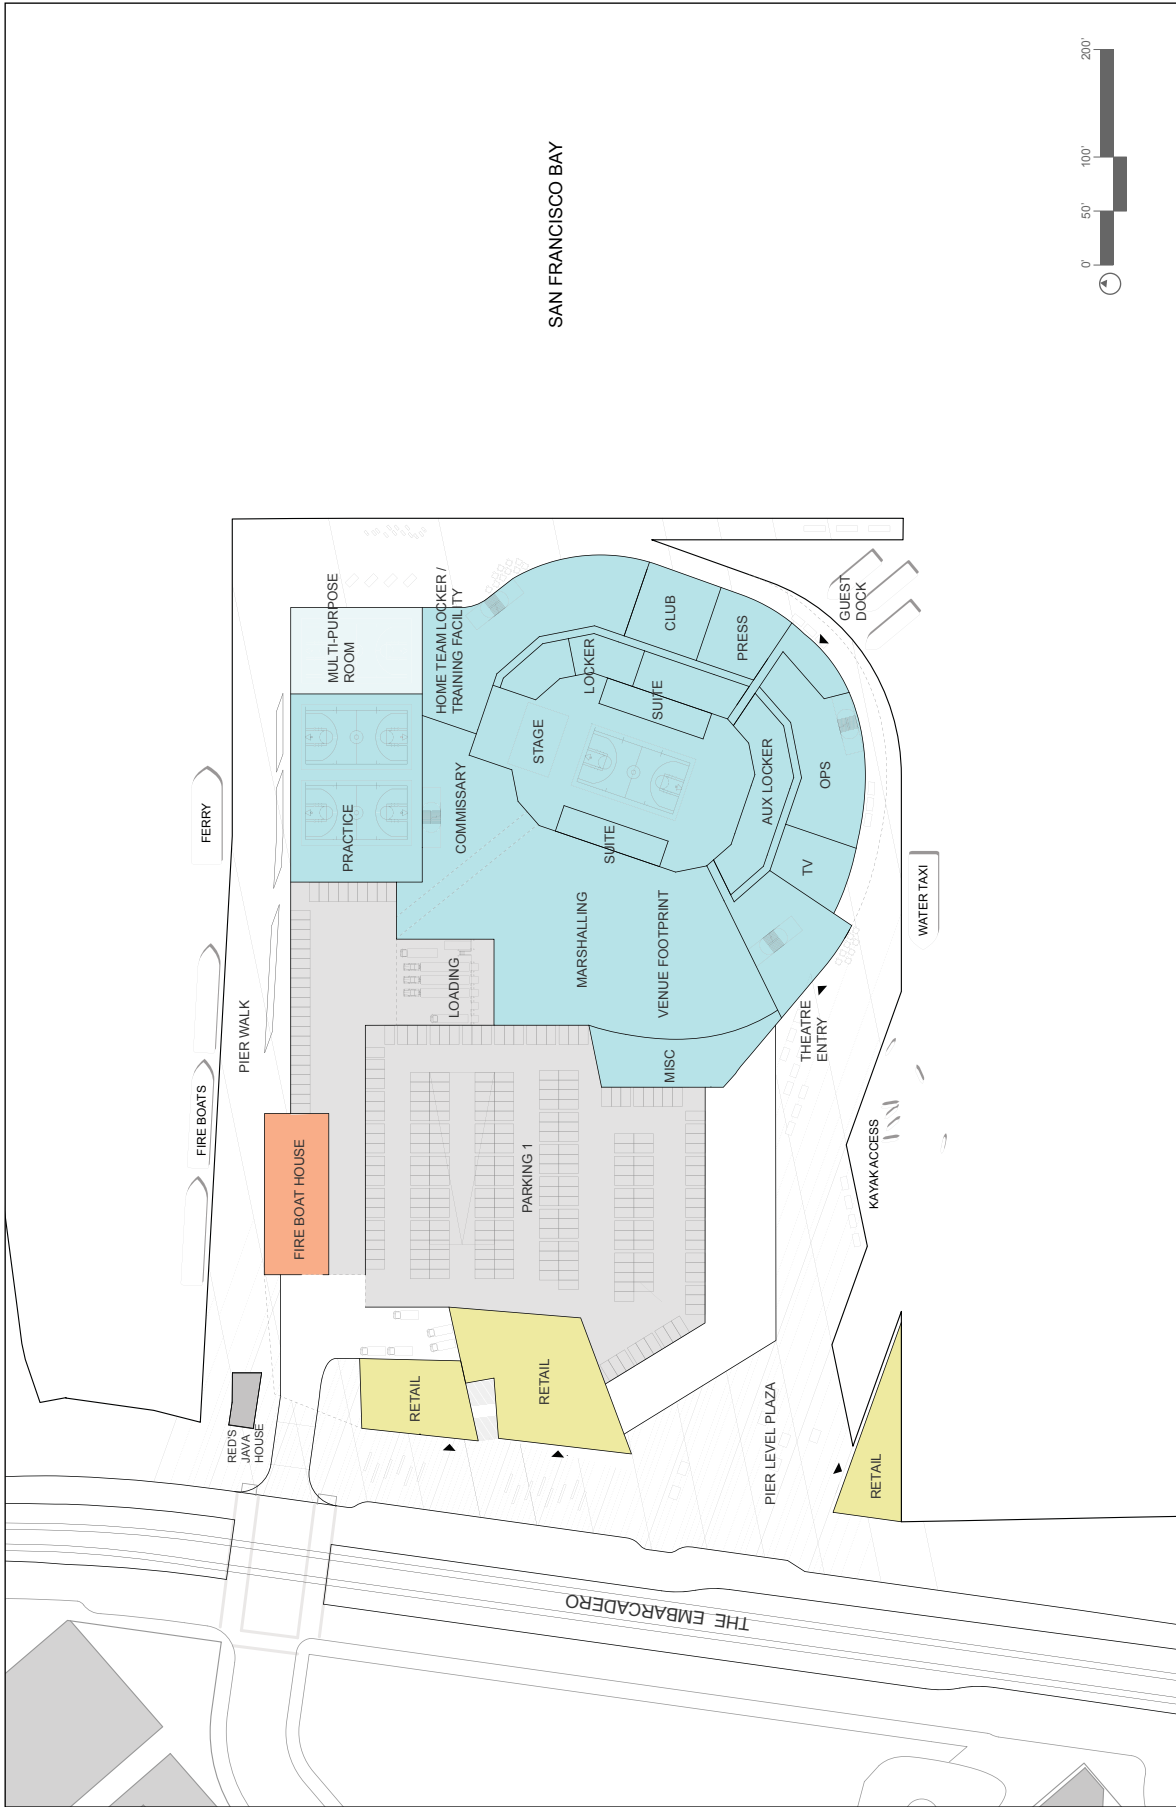 SAN FRANCISCO BAY
0'
50'
100'
200'
FERRY
FIRE BOATS
PIER WALK
RED'S
JAVA
HOUSE
FIRE BOAT HOUSE
MULTI-PURPOSE
ROOM
PRACTICE
HOME TEAM LOCKER /
TRAINING FACILITY
COMMISSARY
LOADING
STAGE
LOCKER
SUITE
SUITE
CLUB
PRESS
AUX LOCKER
OPS
TV
MARSHALLING
VENUE FOOTPRINT
MISC
PARKING 1
RETAIL
RETAIL
RETAIL
GUEST
DOCK
WATER TAXI
THEATRE
ENTRY
KAYAK ACCESS
PIER LEVEL PLAZA
THE EMBARCADERO